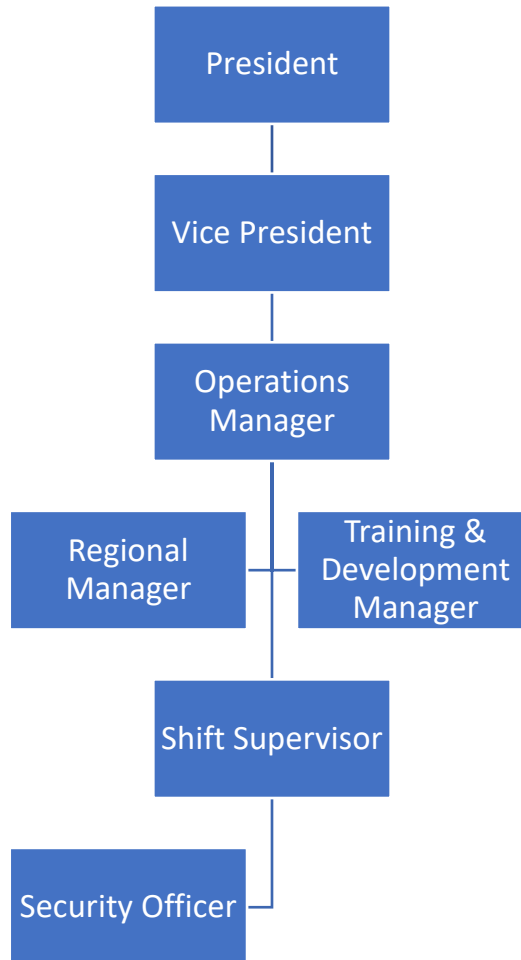 President
Vice President
Operations
Manager
Regional
Manager
Training &
Development
Manager
Shift Supervisor
Security Officer